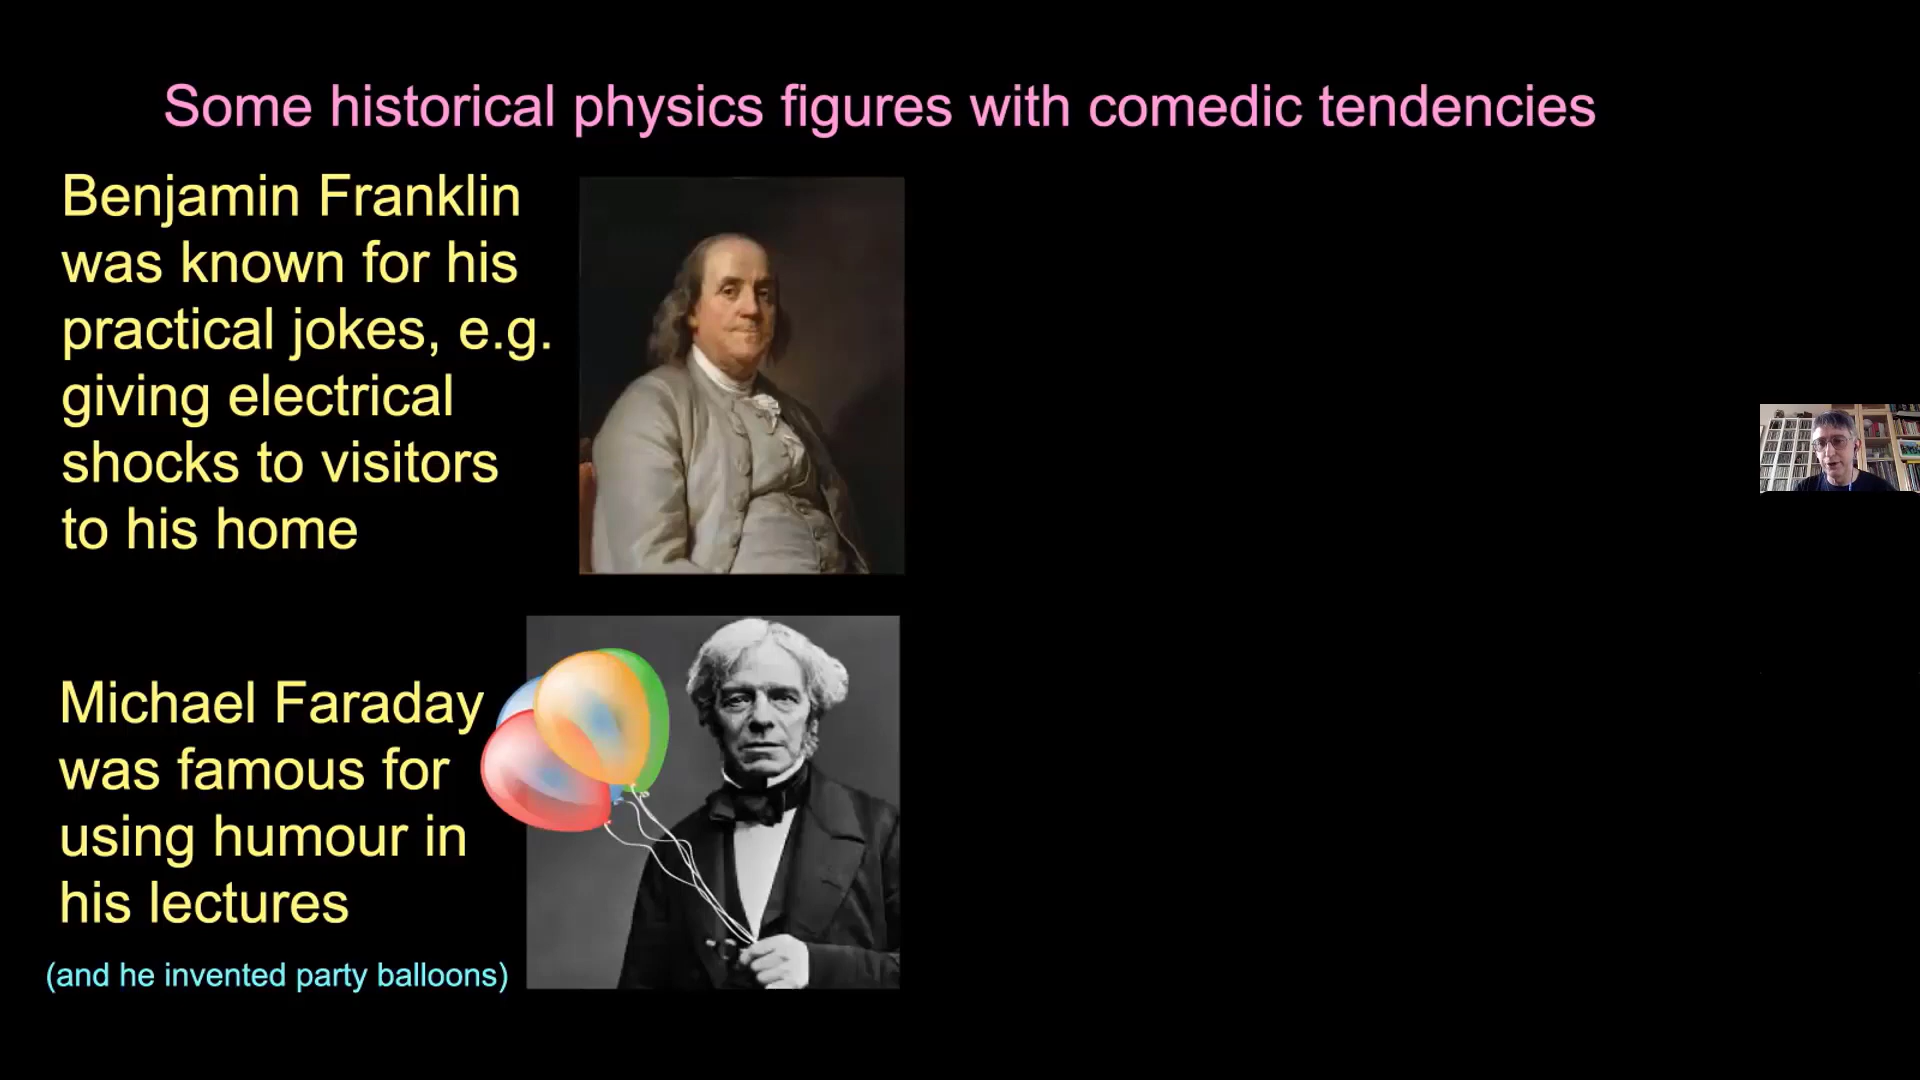 Some historical physics figures with comedic tendencies
Benjamin Franklin
was known for his
practical jokes, e.g.
giving electrical
shocks to visitors
to his home
Michael Faraday
was famous for
using humour in
his lectures
(and he invented party balloons)